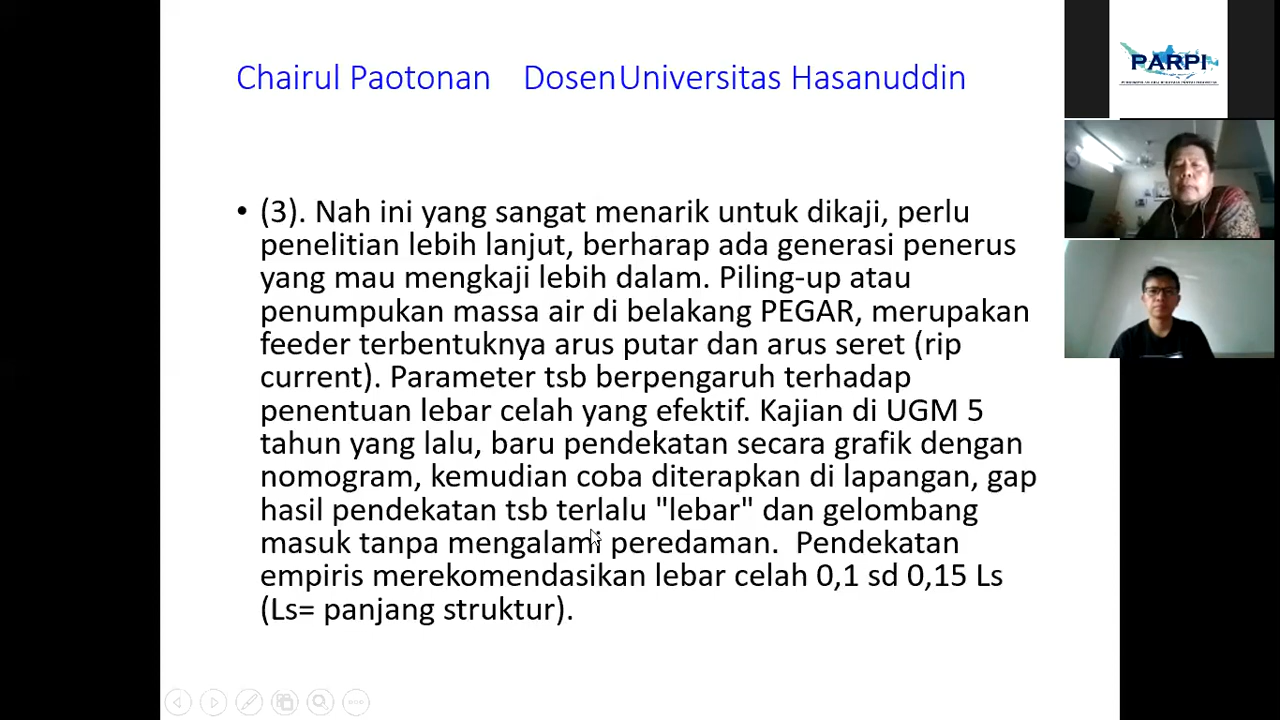 Chairul Paotonan DosenUniversitas Hasanuddin
PARPI
• (3). Nah ini yang sangat menarik untuk dikaji, perlu
penelitian lebih lanjut, berharap ada generasi penerus
yang mau mengkaji lebih dalam. Piling-up atau
penumpukan massa air di belakang PEGAR, merupakan
feeder terbentuknya arus putar dan arus seret (rip
current). Parameter tsb berpengaruh terhadap
penentuan lebar celah yang efektif. Kajian di UGM 5
tahun yang lalu, baru pendekatan secara grafik dengan
nomogram, kemudian coba diterapkan di lapangan, gap
hasil pendekatan tsb terlalu "lebar" dan gelombang
masuk tanpa mengalami peredaman. Pendekatan
empiris merekomendasikan lebar celah 0,1 sd 0,15 Ls
(Ls= panjang struktur).